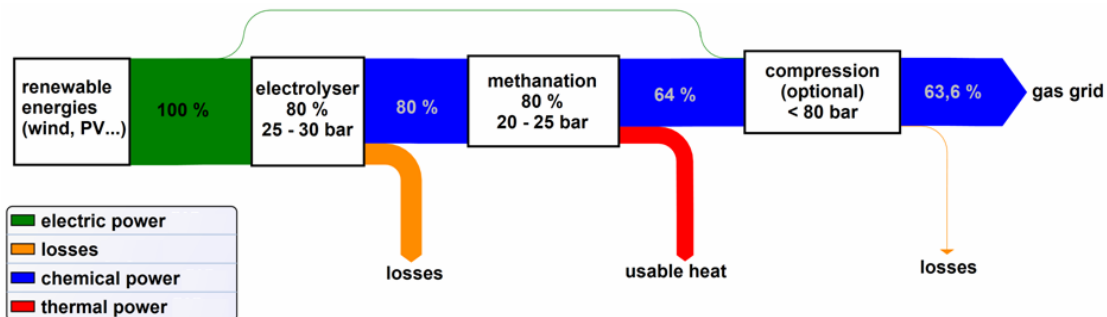 renewable
energies
(wind, PV...)
100 %
electrolyser
80 %
25 - 30 bar
80 %
methanation
80 %
20 - 25 bar
64 %
compression
(optional)
< 80 bar
63,6 %
gas grid
losses
usable heat
losses
electric power
losses
chemical power
thermal power